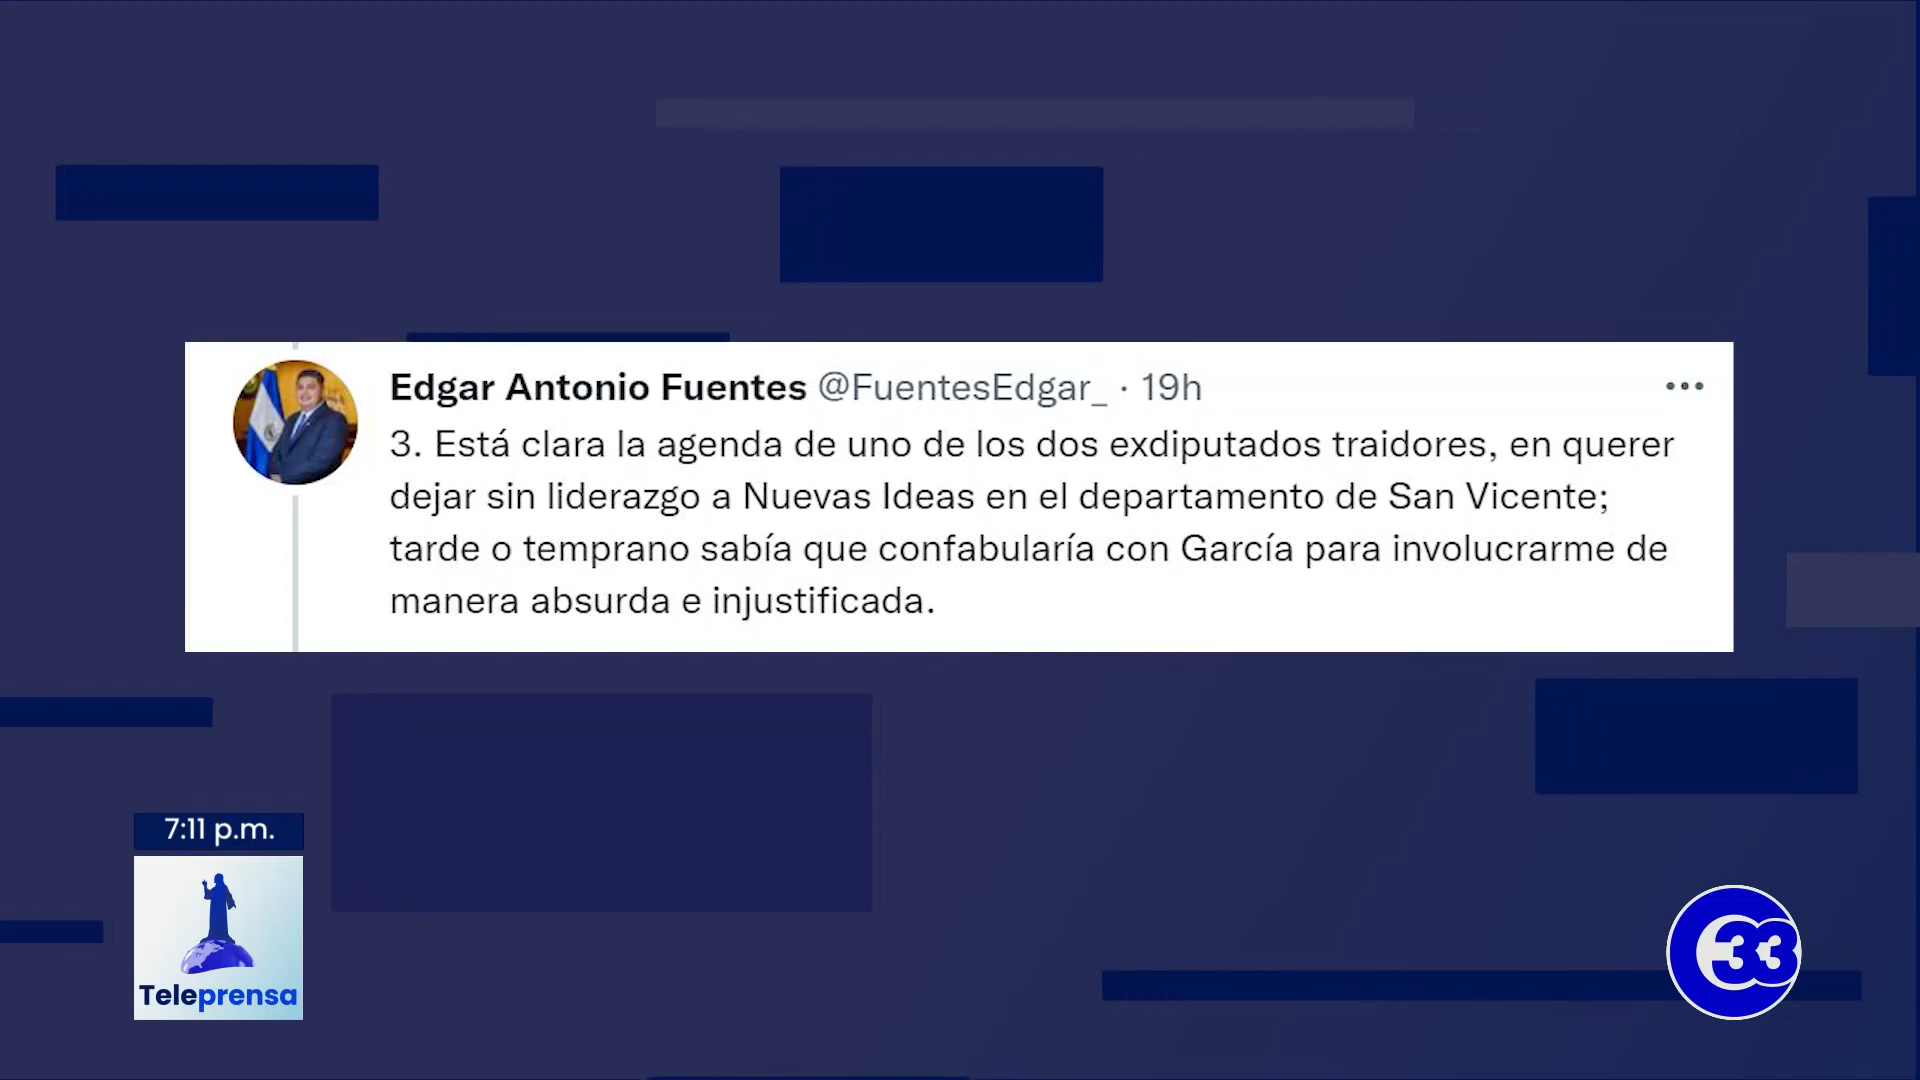 Edgar Antonio Fuentes @FuentesEdgar_ · 19h
3. Está clara la agenda de uno de los dos exdiputados traidores, en querer
dejar sin liderazgo a Nuevas Ideas en el departamento de San Vicente;
tarde o temprano sabía que confabularía con García para involucrarme de
manera absurda e injustificada.
7:11 p.m.
Teleprensa
33